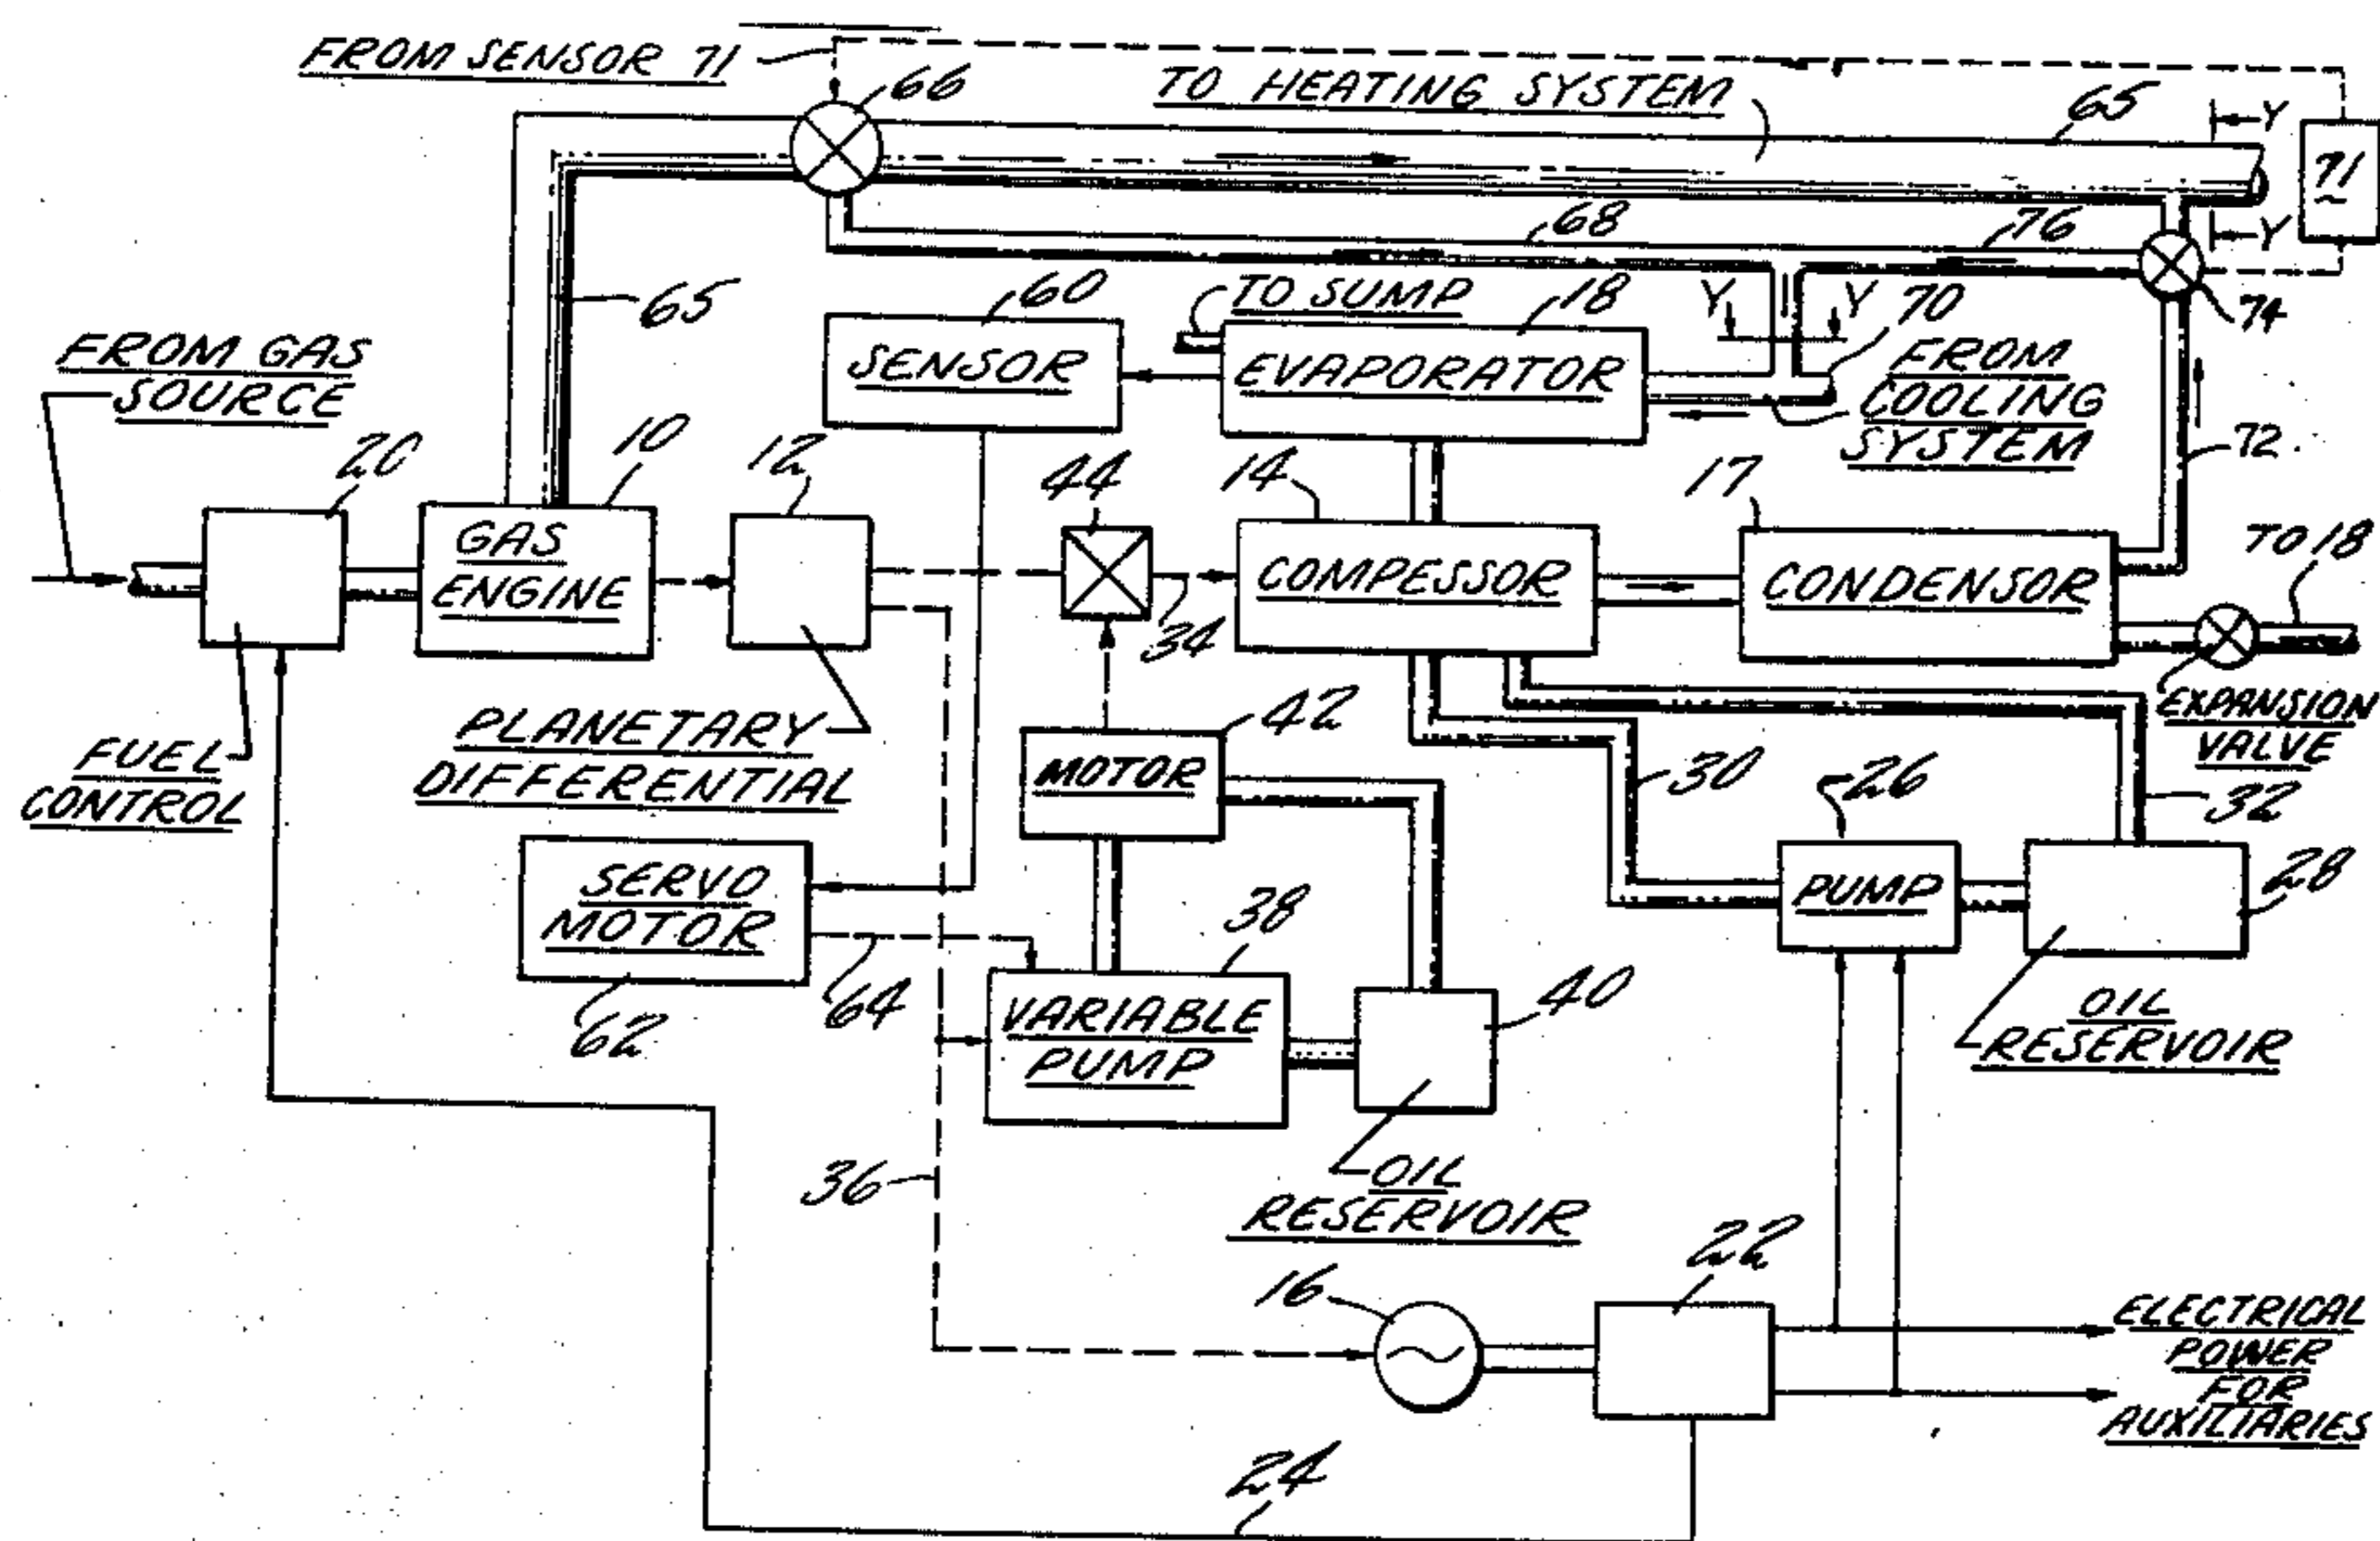 FROM SENSOR 71
66
TO HEATING SYSTEM
65
Y
71
Y
68
76
74
65
60
TO SUMP
18
Y
Y
70
FROM GAS
SOURCE
SENSOR
EVAPORATOR
FROM
COOLING
SYSTEM
72
20
10
12
44
14
17
TO 18
GAS
ENGINE
COMPESSOR
CONDENSOR
34
FUEL
CONTROL
PLANETARY
DIFFERENTIAL
42
MOTOR
30
26
EXPANSION
VALVE
32
SERVO
MOTOR
38
PUMP
28
62
64
VARIABLE
PUMP
40
OIL
RESERVOIR
36
OIL
RESERVOIR
22
16
ELECTRICAL
POWER
FOR
AUXILIARIES
24